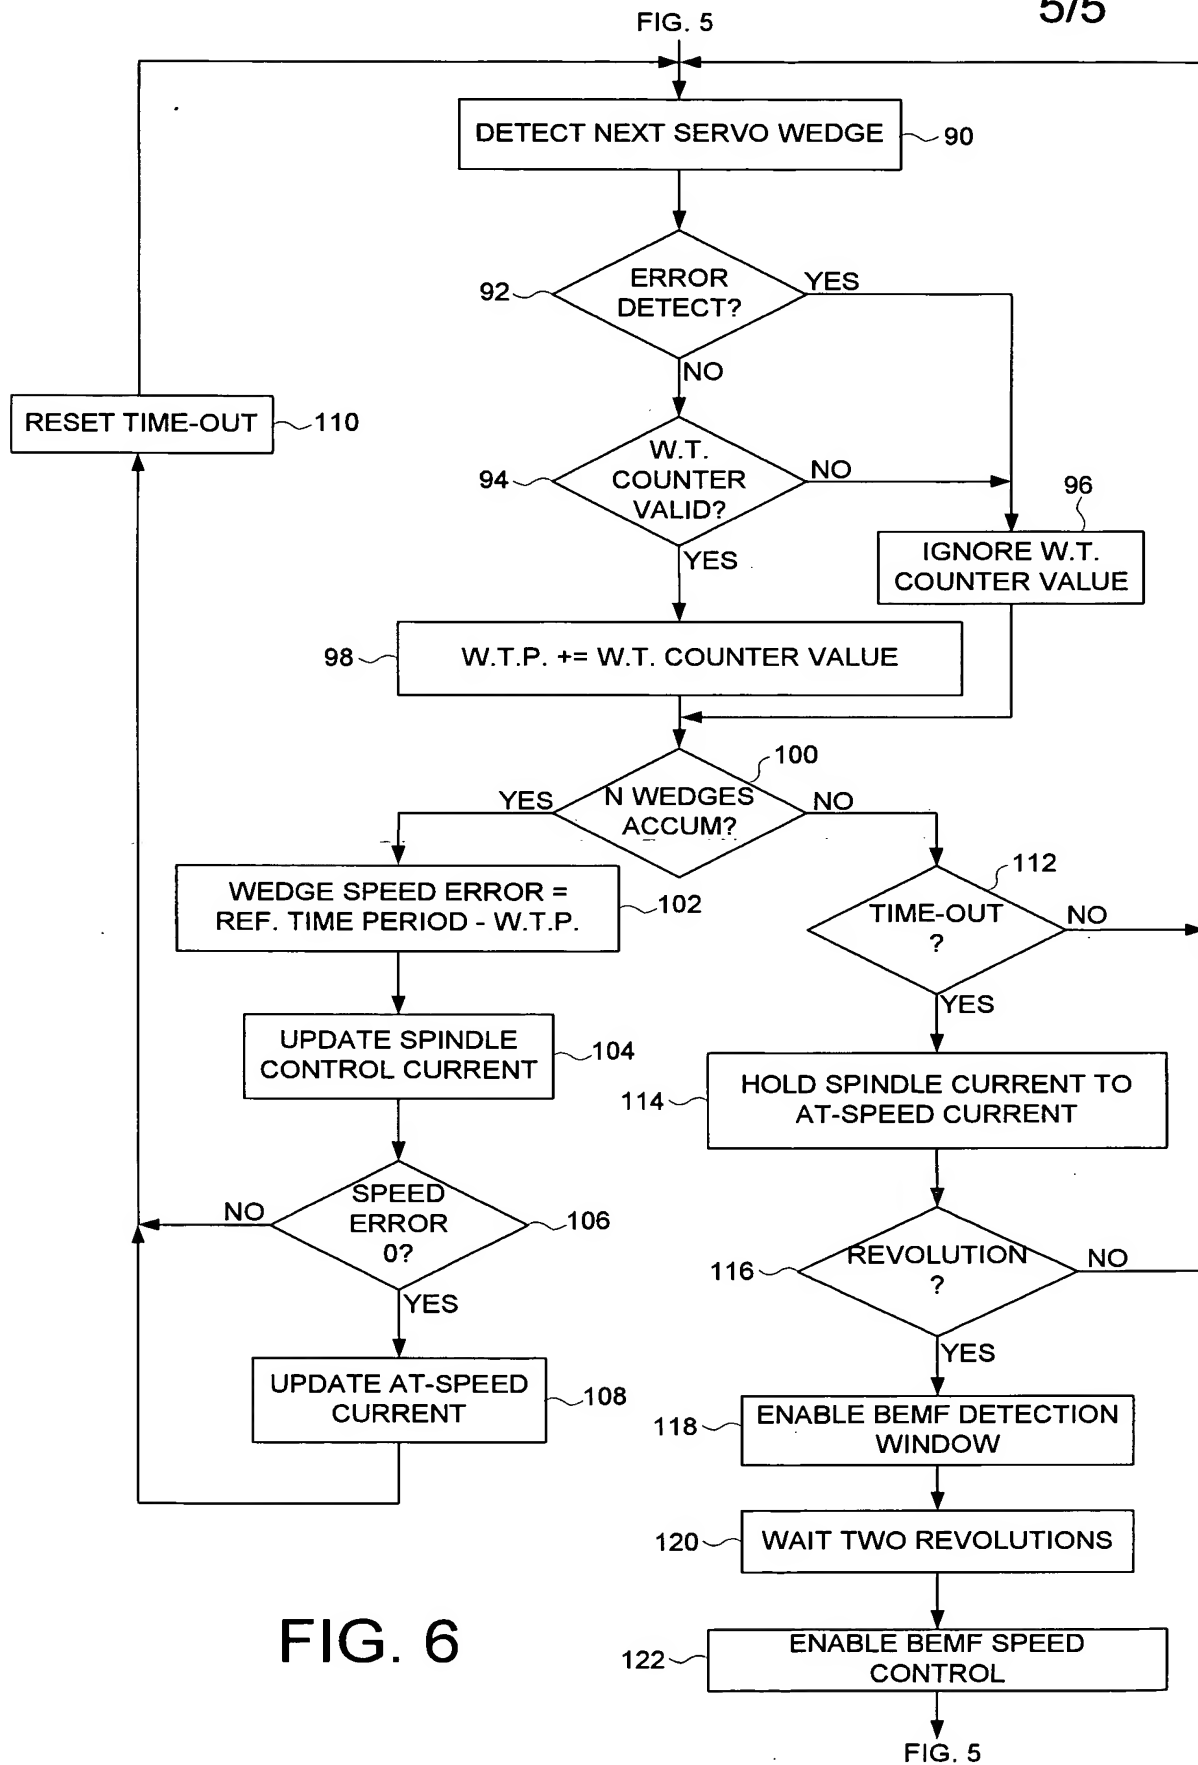 5/5
FIG. 5
DETECT NEXT SERVO WEDGE
90
ERROR
DETECT?
92
YES
NO
RESET TIME-OUT
110
W.T.
COUNTER
VALID?
94
NO
YES
96
IGNORE W.T.
COUNTER VALUE
98
W.T.P. += W.T. COUNTER VALUE
100
N WEDGES
ACCUM?
YES
NO
WEDGE SPEED ERROR =
REF. TIME PERIOD - W.T.P.
102
112
TIME-OUT
?
NO
YES
UPDATE SPINDLE
CONTROL CURRENT
104
114
HOLD SPINDLE CURRENT TO
AT-SPEED CURRENT
SPEED
ERROR
0?
106
NO
YES
116
REVOLUTION
?
NO
YES
UPDATE AT-SPEED
CURRENT
108
118
ENABLE BEMF DETECTION
WINDOW
120
WAIT TWO REVOLUTIONS
122
ENABLE BEMF SPEED
CONTROL
FIG. 6
FIG. 5